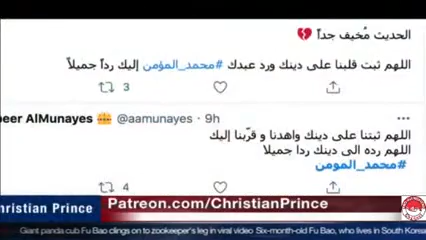 الحديث مُخيف جداً 💔
اللهم ثبت قلبنا على دينك ورد عبدك #محمد_المؤمن إليك رداً جميلاً
3
peer AlMunayes @aamunayes · 9h
اللهم ثبتنا على دينك واهدنا و قرّبنا إليك
اللهم رده الى دينك ردا جميلا
#محمد_المومن
4
Christian Prince Patreon.com/ChristianPrince
Giant panda cub Fu Bao clings on to zookeeper's leg in viral video Six-month-old Fu Bao, who lives in South Korea